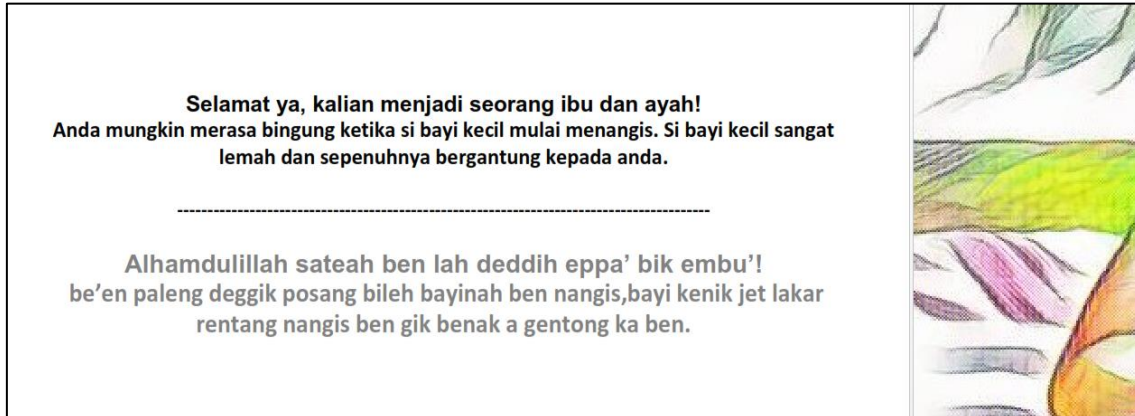 Selamat ya, kalian menjadi seorang ibu dan ayah!
Anda mungkin merasa bingung ketika si bayi kecil mulai menangis. Si bayi kecil sangat
lemah dan sepenuhnya bergantung kepada anda.
-----------------------------------------------------------------------------------------
Alhamdulillah sateah ben lah deddih eppa’ bik embu’!
be’en paleng deggik posang bileh bayinah ben nangis,bayi kenik jet lakar
rentang nangis ben gik benak a gentong ka ben.